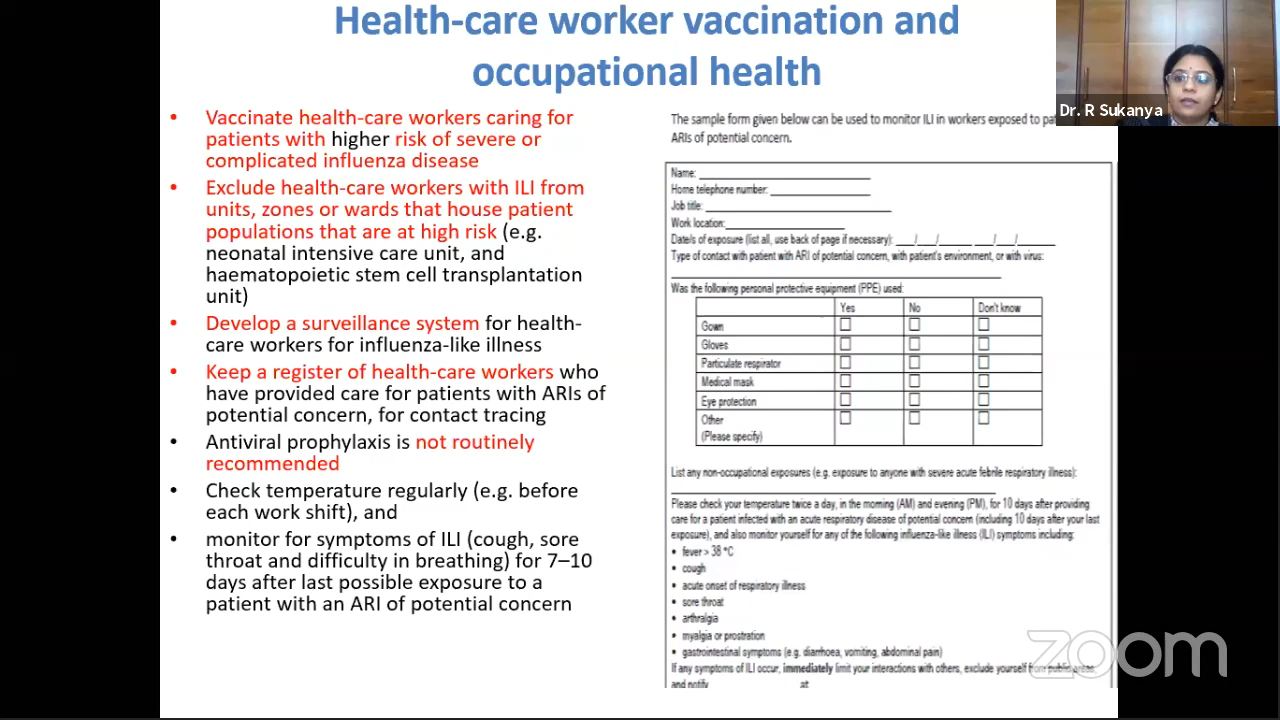 Health-care worker vaccination and
occupational health
• Vaccinate health-care workers caring for
patients with higher risk of severe or
complicated influenza disease
• Exclude health-care workers with ILI from
units, zones or wards that house patient
populations that are at high risk (e.g.
neonatal intensive care unit, and
haematopoietic stem cell transplantation
unit)
• Develop a surveillance system for health-
care workers for influenza-like illness
• Keep a register of health-care workers who
have provided care for patients with ARIs of
potential concern, for contact tracing
• Antiviral prophylaxis is not routinely
recommended
• Check temperature regularly (e.g. before
each work shift), and
• monitor for symptoms of ILI (cough, sore
throat and difficulty in breathing) for 7–10
days after last possible exposure to a
patient with an ARI of potential concern
Dr. R Sukanya
The sample form given below can be used to monitor ILI in workers exposed to
ARIs of potential concern.
Name:
Home telephone number:
Job title:
Work location:
Date/s of exposure (list all, use back of page if necessary): __/__/____ __/__/____
Type of contact with patient with ARI of potential concern, with patient's environment, or with virus:
Was the following personal protective equipment (PPE) used:
Yes No Don't know
Gown □ □ □
Gloves □ □ □
Particulate respirator □ □ □
Medical mask □ □ □
Eye protection □ □ □
Other □ □ □
(Please specify)
List any non-occupational exposures (e.g. exposure to anyone with severe acute febrile respiratory illness):
Please check your temperature twice a day, in the morning (AM) and evening (PM), for 10 days after providing
care for a patient infected with an acute respiratory disease of potential concern (including 10 days after your last
exposure), and also monitor yourself for any of the following influenza-like illness (ILI) symptoms including:
• fever > 38 °C
• cough
• acute onset of respiratory illness
• sore throat
• arthralgia
• myalgia or prostration
• gastrointestinal symptoms (e.g. diarrhoea, vomiting, abdominal pain)
If any symptoms of ILI occur, immediately limit your interactions with others, exclude yourself from public areas,
and notify at
zoom